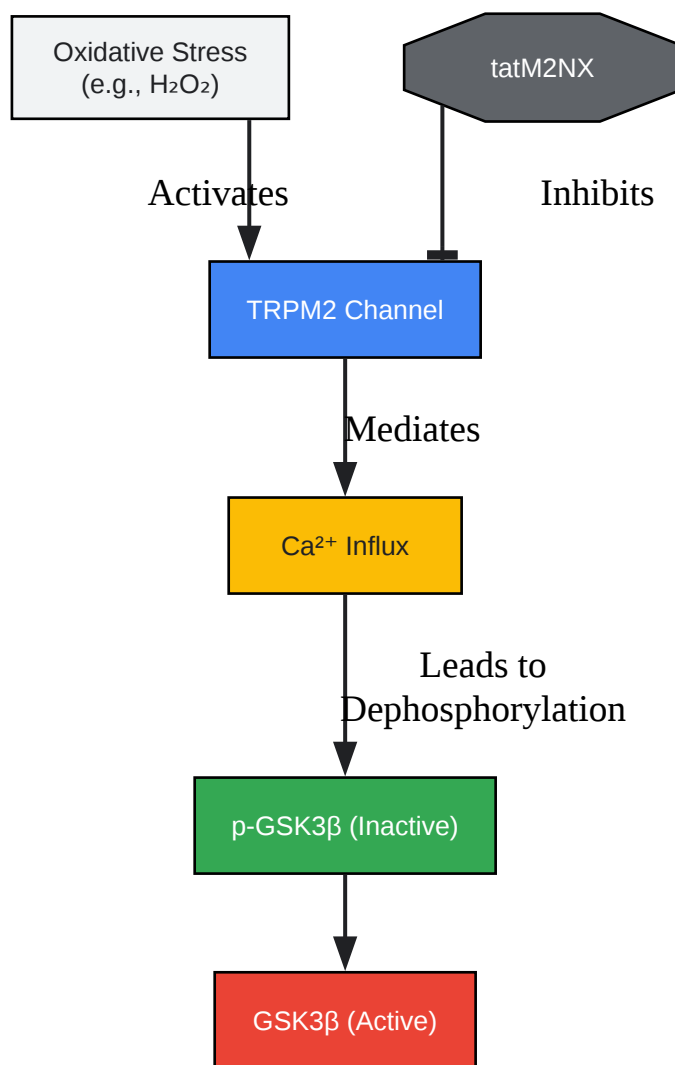 Oxidative Stress
(e.g., H₂O₂)
tatM2NX
Activates
Inhibits
TRPM2 Channel
Mediates
Ca²⁺ Influx
Leads to
Dephosphorylation
p-GSK3β (Inactive)
GSK3β (Active)